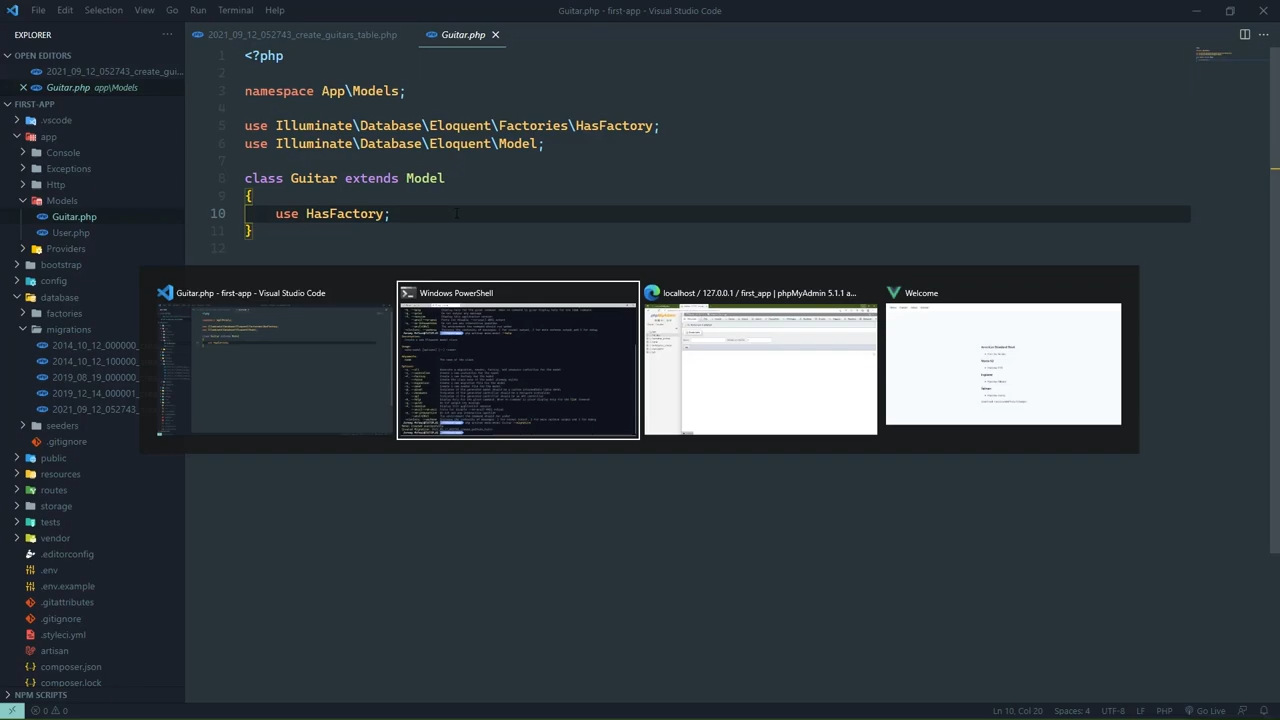 File Edit Selection View Go Run Terminal Help
Guitar.php - first-app - Visual Studio Code
EXPLORER
2021_09_12_052743_create_guitars_table.php
Guitar.php
OPEN EDITORS
2021_09_12_052743_create_gui...
Guitar.php app\Models
FIRST-APP
.vscode
app
Console
Exceptions
Http
Models
Guitar.php
User.php
Providers
bootstrap
config
database
factories
migrations
2014_10_12_000000_
2014_10_12_100000_
2019_08_19_000000_
2019_12_14_000001_
2021_09_12_052743_
seeders
.gitignore
public
resources
routes
storage
tests
vendor
.editorconfig
.env
.env.example
.gitattributes
.gitignore
.styleci.yml
artisan
composer.json
composer.lock
NPM SCRIPTS
1 <?php
2
3 namespace App\Models;
4
5 use Illuminate\Database\Eloquent\Factories\HasFactory;
6 use Illuminate\Database\Eloquent\Model;
7
8 class Guitar extends Model
9 {
10 use HasFactory;
11 }
12
Guitar.php - first-app - Visual Studio Code
Windows PowerShell
localhost / 127.0.0.1 / first_app | phpMyAdmin 5.1.1 a...
Welcome
0 0
Ln 10, Col 20 Spaces: 4 UTF-8 LF PHP Go Live